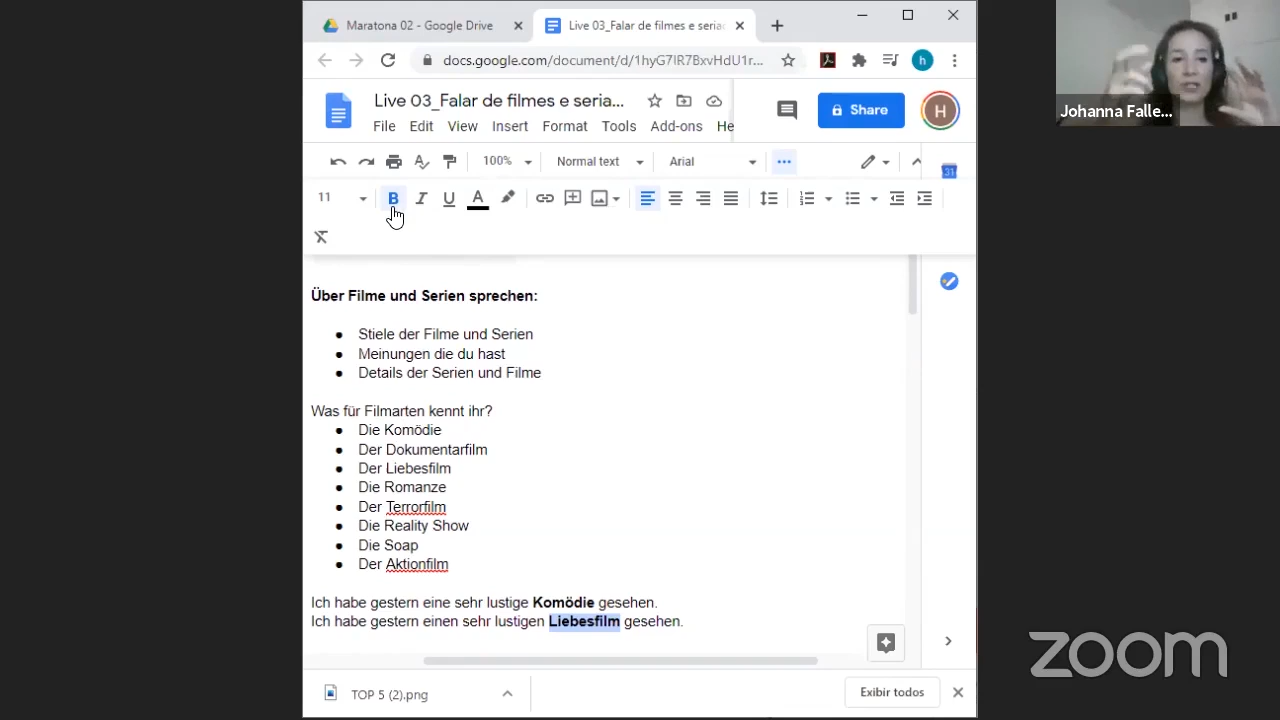 Maratona 02 - Google Drive
Live 03_Falar de filmes e seria
docs.google.com/document/d/1hyG7lR7BxvHdU1r...
h
Live 03_Falar de filmes e seria...
Share
H
File Edit View Insert Format Tools Add-ons He
100% Normal text Arial
31
11 B I U A
Über Filme und Serien sprechen:
Stiele der Filme und Serien
Meinungen die du hast
Details der Serien und Filme
Was für Filmarten kennt ihr?
Die Komödie
Der Dokumentarfilm
Der Liebesfilm
Die Romanze
Der Terrorfilm
Die Reality Show
Die Soap
Der Aktionfilm
Ich habe gestern eine sehr lustige Komödie gesehen.
Ich habe gestern einen sehr lustigen Liebesfilm gesehen.
TOP 5 (2).png
Exibir todos
Johanna Falle...
zoom